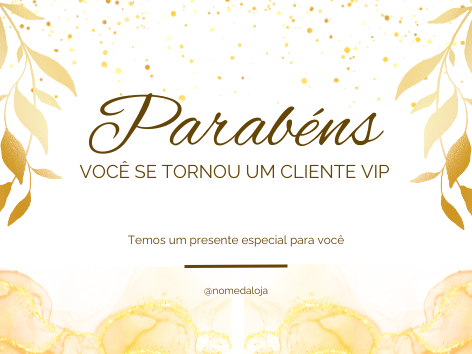 Parabéns
VOCÊ SE TORNOU UM CLIENTE VIP
Temos um presente especial para você
@nomedaloja